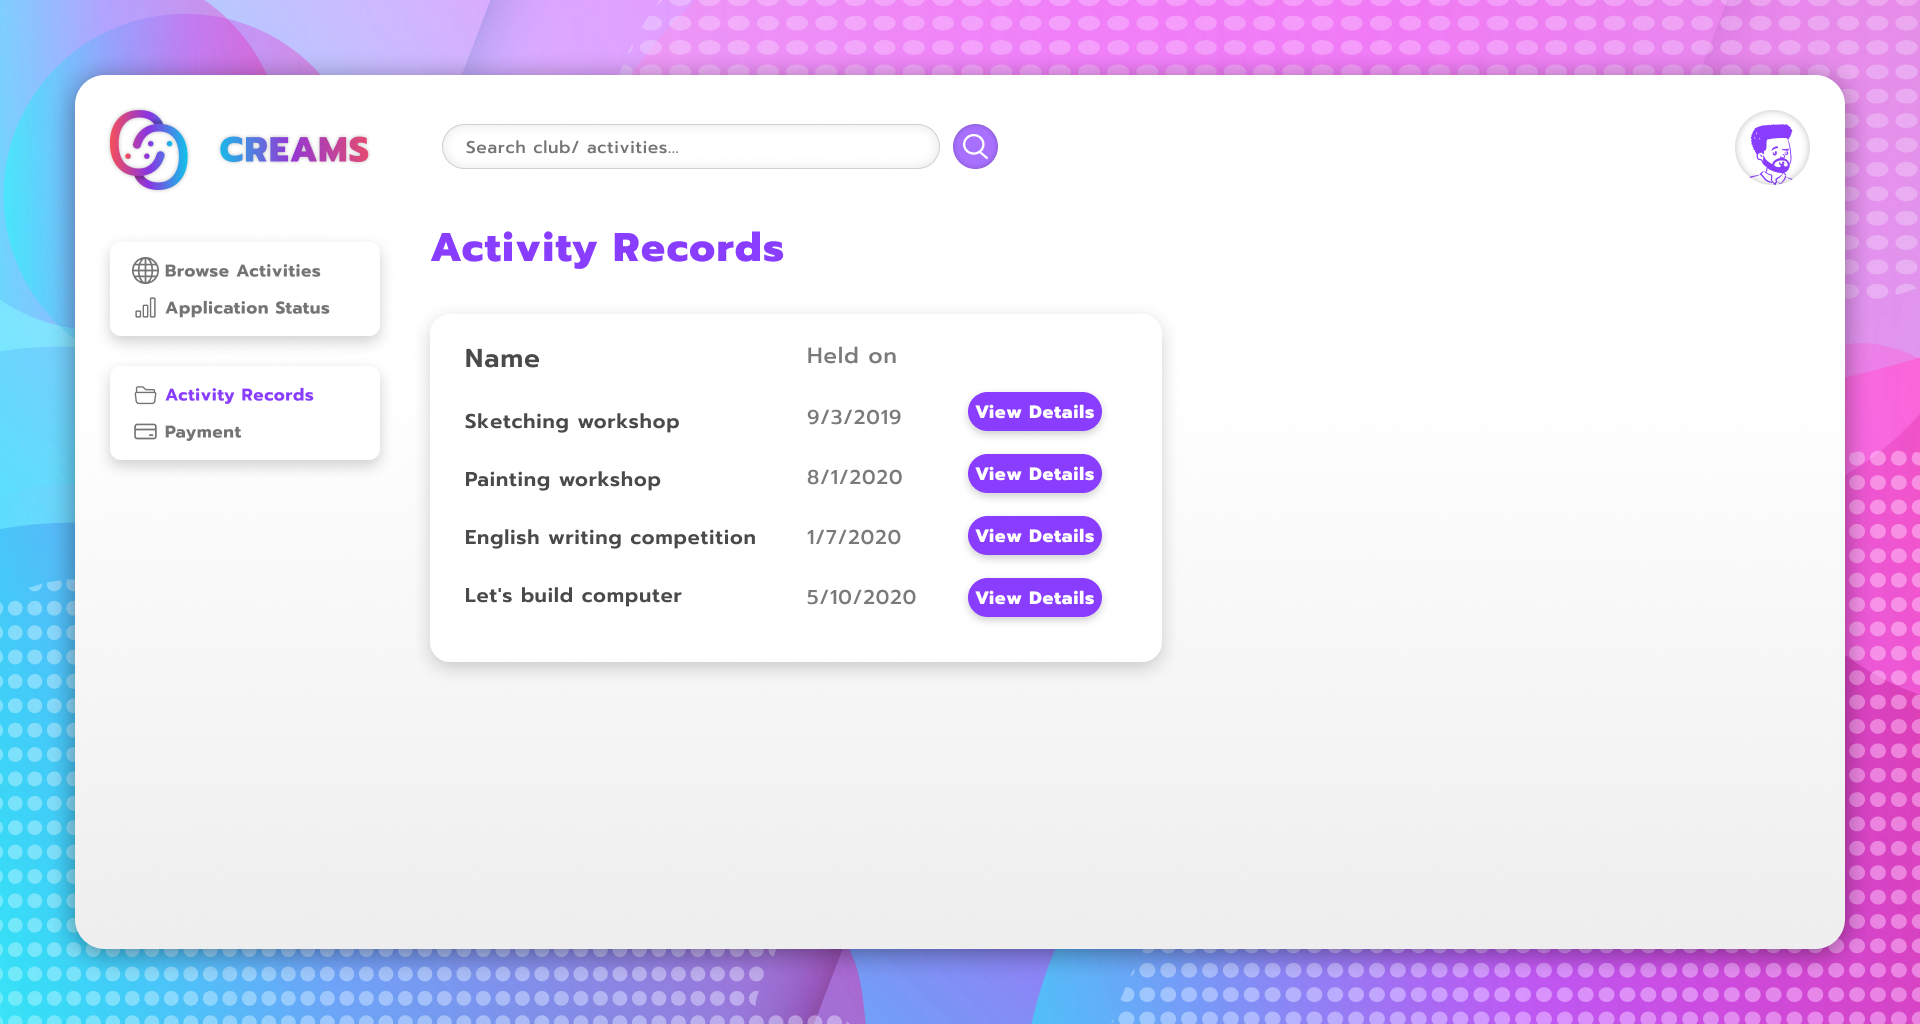 CREAMS
Search club/ activities...
Browse Activities
Application Status
Activity Records
Payment
Activity Records
Name Held on
Sketching workshop 9/3/2019 View Details
Painting workshop 8/1/2020 View Details
English writing competition 1/7/2020 View Details
Let's build computer 5/10/2020 View Details